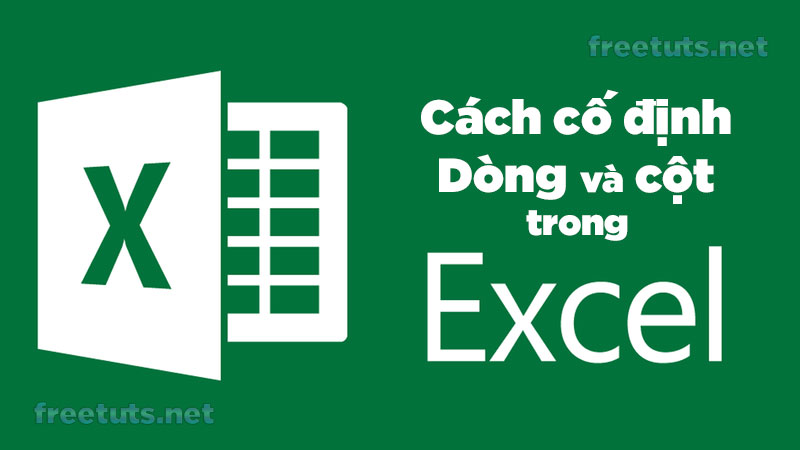 freetuts.net
Cách cố định
Dòng và cột
trong
Excel
X
freetuts.net